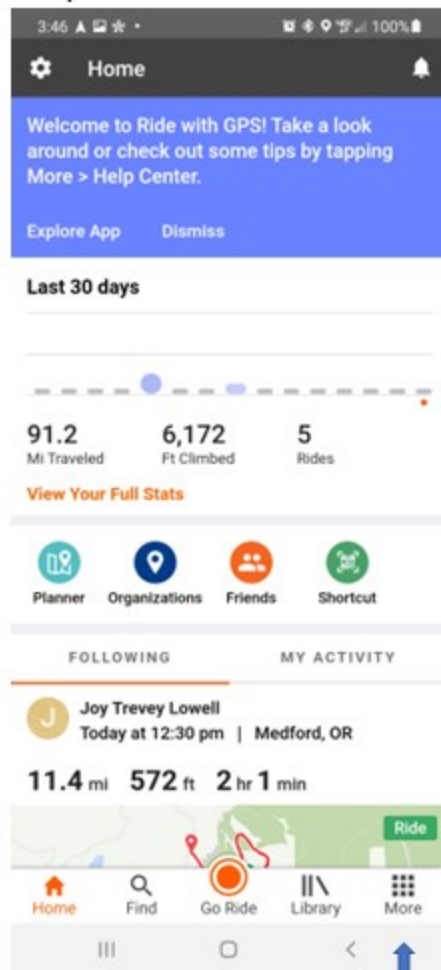 3:46
100%
Home
Welcome to Ride with GPS! Take a look
around or check out some tips by tapping
More > Help Center.
Explore App Dismiss
Last 30 days
91.2 6,172 5
Mi Traveled Ft Climbed Rides
View Your Full Stats
Planner Organizations Friends Shortcut
FOLLOWING MY ACTIVITY
J
Joy Trevey Lowell
Today at 12:30 pm | Medford, OR
11.4 mi 572 ft 2 hr 1 min
Ride
Home Find Go Ride Library More